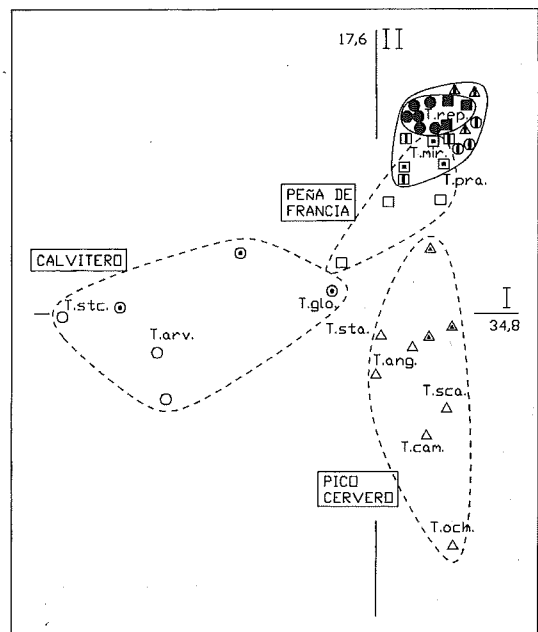 17,6 II
T.rep.
T.mir.
T.pra.
PEÑA DE
FRANCIA
CALVITERO
T.stc.
T.glo.
I
34,8
T.sta.
T.arv.
T.ang.
T.sca.
T.cam.
PICO
CERVERO
T.och.